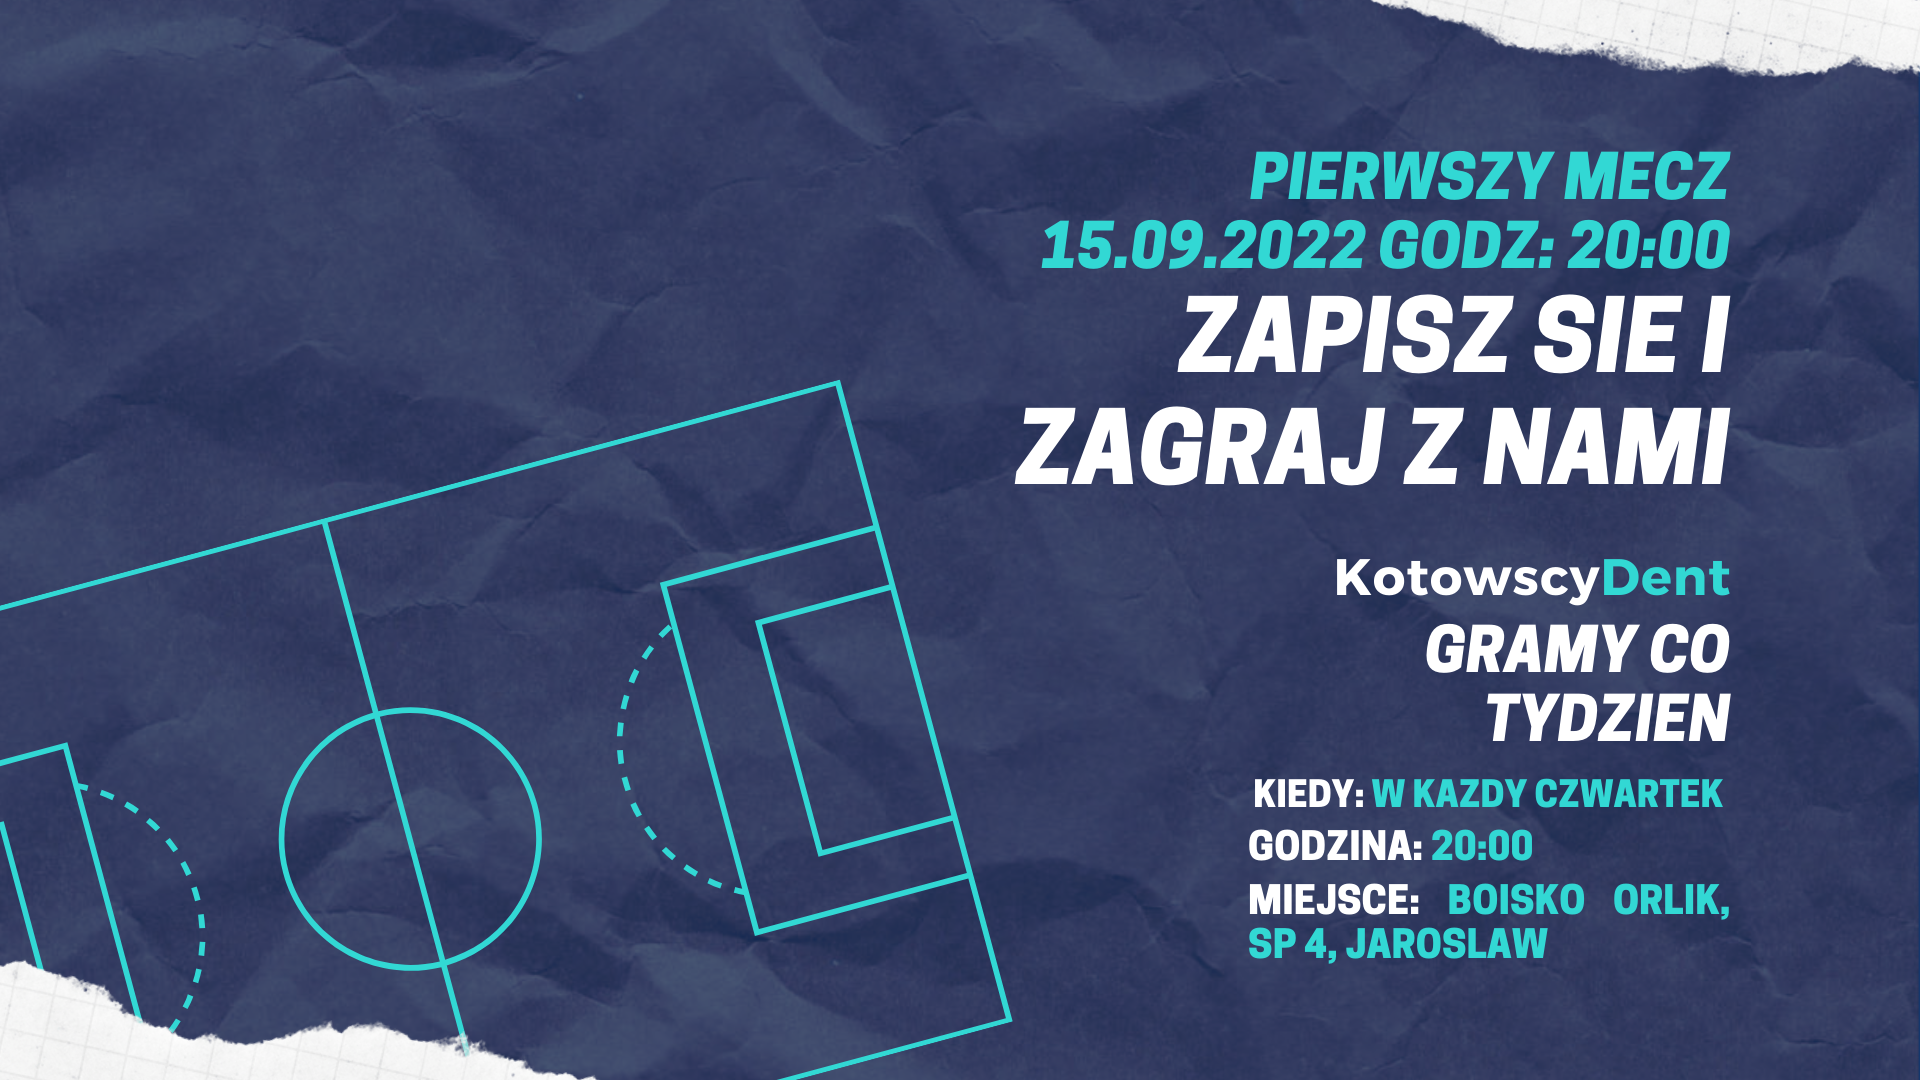 PIERWSZY MECZ
15.09.2022 GODZ: 20:00
ZAPISZ SIE I
ZAGRAJ Z NAMI
KotowscyDent
GRAMY CO
TYDZIEN
KIEDY: W KAZDY CZWARTEK
GODZINA: 20:00
MIEJSCE: BOISKO ORLIK,
SP 4, JAROSLAW